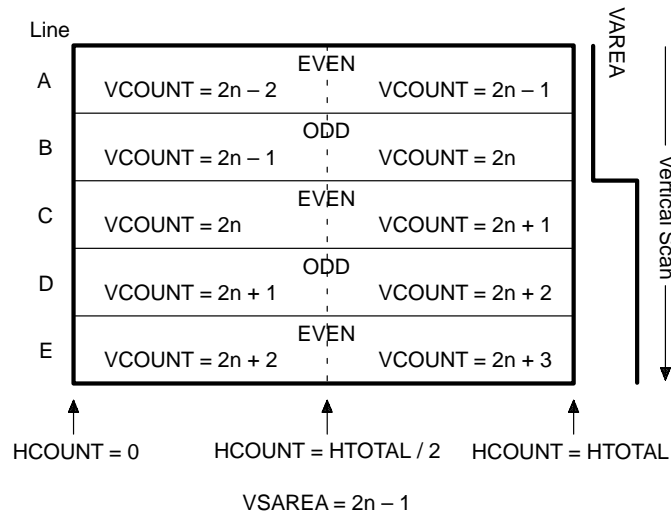 Line
VAREA
EVEN
A
VCOUNT = 2n – 2
VCOUNT = 2n – 1
ODD
B
VCOUNT = 2n – 1
VCOUNT = 2n
EVEN
C
VCOUNT = 2n
VCOUNT = 2n + 1
Vertical Scan
ODD
D
VCOUNT = 2n + 1
VCOUNT = 2n + 2
EVEN
E
VCOUNT = 2n + 2
VCOUNT = 2n + 3
HCOUNT = 0
HCOUNT = HTOTAL / 2
HCOUNT = HTOTAL
VSAREA = 2n – 1